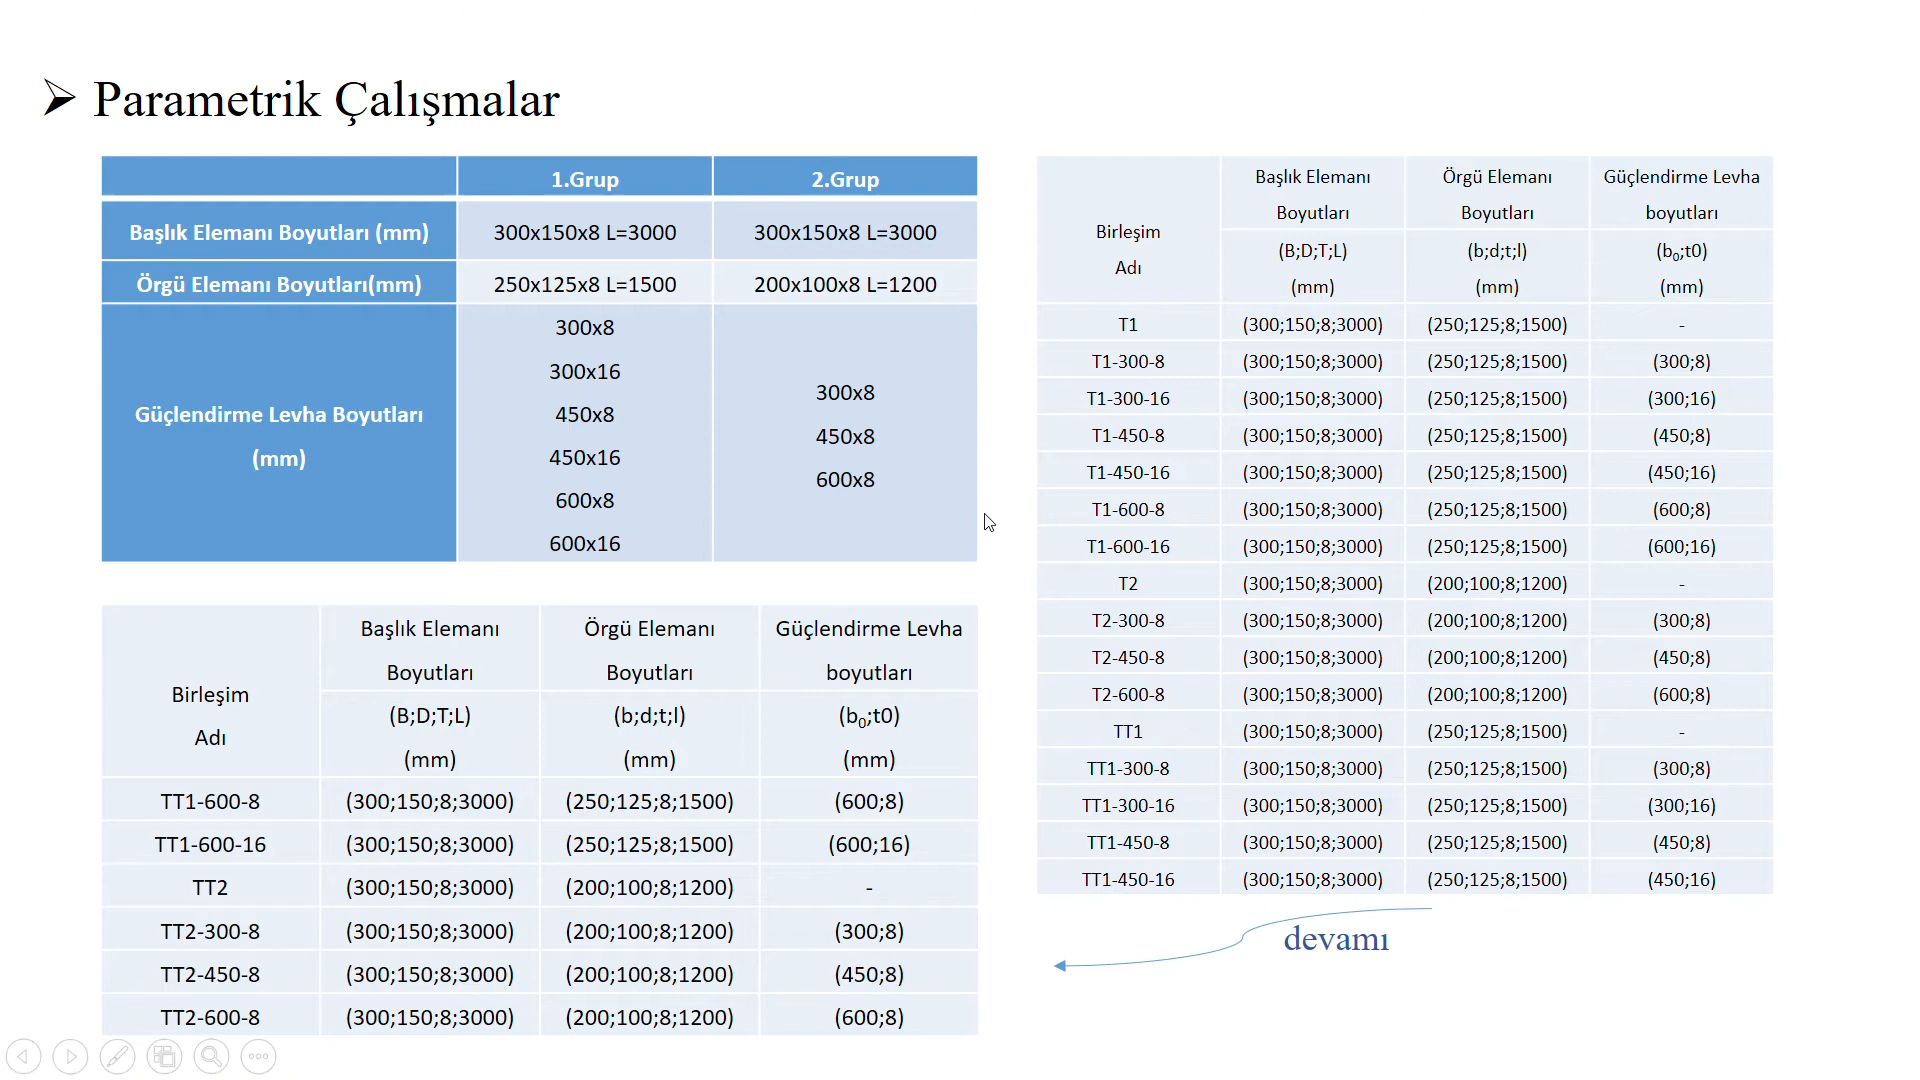 ➢ Parametrik Çalışmalar
1.Grup 2.Grup
Başlık Elemanı Boyutları (mm) 300x150x8 L=3000 300x150x8 L=3000
Örgü Elemanı Boyutları(mm) 250x125x8 L=1500 200x100x8 L=1200
Güçlendirme Levha Boyutları
(mm)
300x8
300x16
450x8
450x16
600x8
600x16
300x8
450x8
600x8
Birleşim
Adı
Başlık Elemanı
Boyutları
Örgü Elemanı
Boyutları
Güçlendirme Levha
boyutları
(B;D;T;L)
(mm)
(b;d;t;l)
(mm)
(b₀;t0)
(mm)
T1 (300;150;8;3000) (250;125;8;1500) -
T1-300-8 (300;150;8;3000) (250;125;8;1500) (300;8)
T1-300-16 (300;150;8;3000) (250;125;8;1500) (300;16)
T1-450-8 (300;150;8;3000) (250;125;8;1500) (450;8)
T1-450-16 (300;150;8;3000) (250;125;8;1500) (450;16)
T1-600-8 (300;150;8;3000) (250;125;8;1500) (600;8)
T1-600-16 (300;150;8;3000) (250;125;8;1500) (600;16)
T2 (300;150;8;3000) (200;100;8;1200) -
T2-300-8 (300;150;8;3000) (200;100;8;1200) (300;8)
T2-450-8 (300;150;8;3000) (200;100;8;1200) (450;8)
T2-600-8 (300;150;8;3000) (200;100;8;1200) (600;8)
TT1 (300;150;8;3000) (250;125;8;1500) -
TT1-300-8 (300;150;8;3000) (250;125;8;1500) (300;8)
TT1-300-16 (300;150;8;3000) (250;125;8;1500) (300;16)
TT1-450-8 (300;150;8;3000) (250;125;8;1500) (450;8)
TT1-450-16 (300;150;8;3000) (250;125;8;1500) (450;16)
devamı
Birleşim
Adı
Başlık Elemanı
Boyutları
Örgü Elemanı
Boyutları
Güçlendirme Levha
boyutları
(B;D;T;L)
(mm)
(b;d;t;l)
(mm)
(b₀;t0)
(mm)
TT1-600-8 (300;150;8;3000) (250;125;8;1500) (600;8)
TT1-600-16 (300;150;8;3000) (250;125;8;1500) (600;16)
TT2 (300;150;8;3000) (200;100;8;1200) -
TT2-300-8 (300;150;8;3000) (200;100;8;1200) (300;8)
TT2-450-8 (300;150;8;3000) (200;100;8;1200) (450;8)
TT2-600-8 (300;150;8;3000) (200;100;8;1200) (600;8)